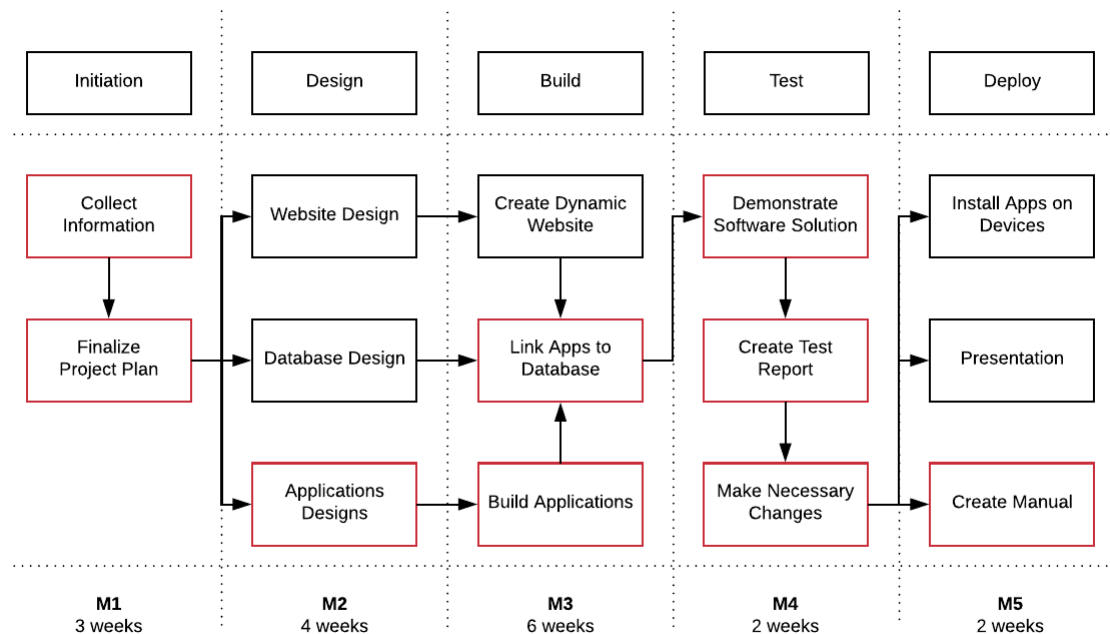 Initiation
Design
Build
Test
Deploy
Collect
Information
Website Design
Create Dynamic
Website
Demonstrate
Software Solution
Install Apps on
Devices
Finalize
Project Plan
Database Design
Link Apps to
Database
Create Test
Report
Presentation
Applications
Designs
Build Applications
Make Necessary
Changes
Create Manual
M1
3 weeks
M2
4 weeks
M3
6 weeks
M4
2 weeks
M5
2 weeks